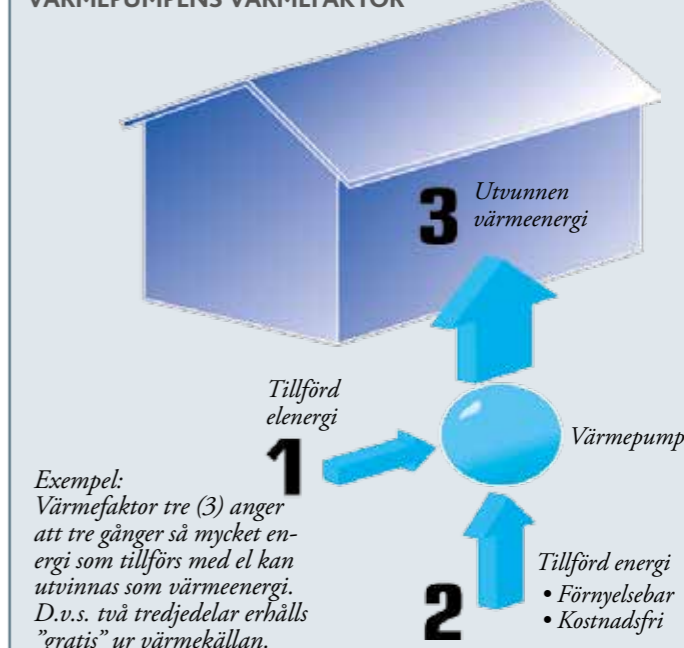 VÄRMEPUMPENS VÄRMEFAKTOR
3
Utvunnen
värmeenergi
Tillförd
elenergi
1
Värmepump
Exempel:
Värmefaktor tre (3) anger
att tre gånger så mycket en-
ergi som tillförs med el kan
utvinnas som värmeenergi.
D.v.s. två tredjedelar erhålls
"gratis" ur värmekällan.
2
Tillförd energi
• Förnyelsebar
• Kostnadsfri